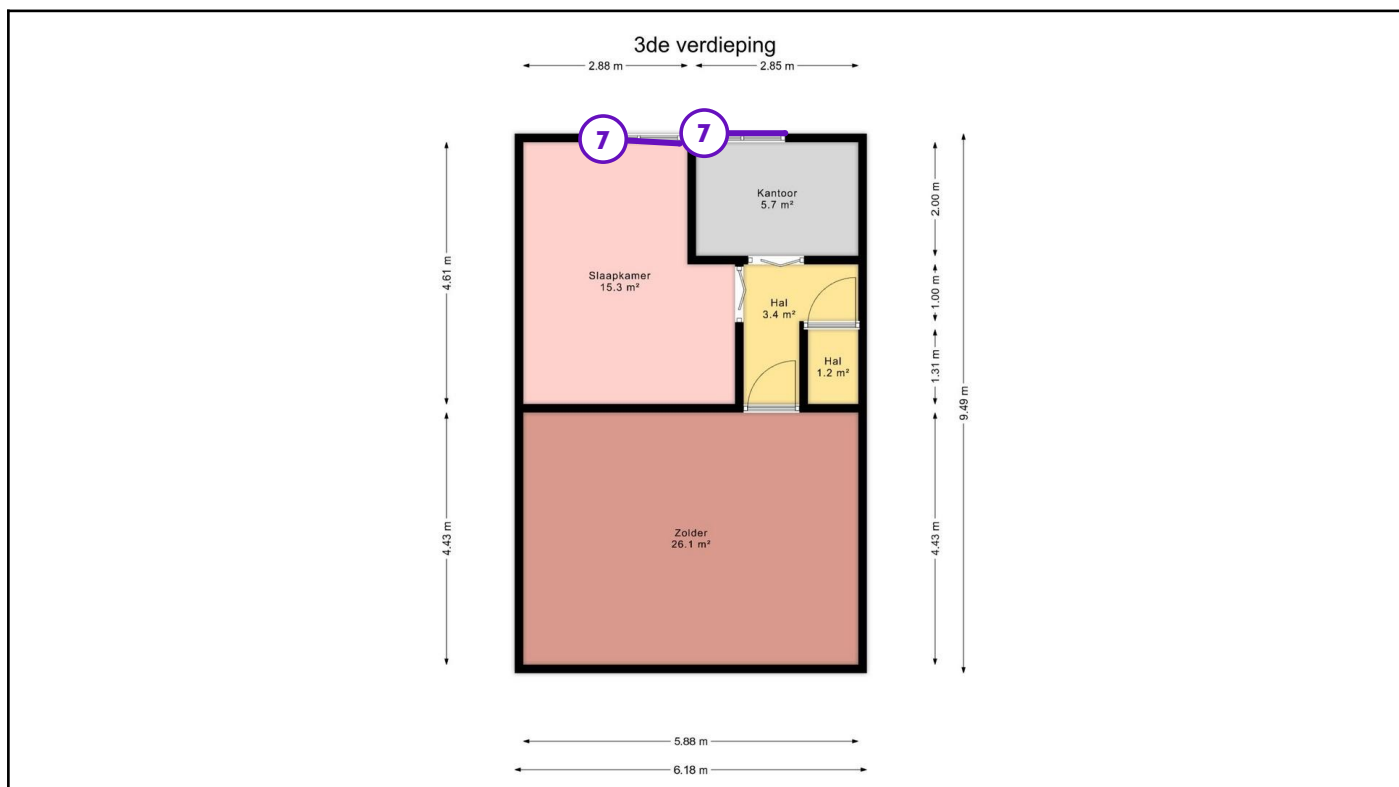 3de verdieping
2.88 m
2.85 m
7
7
Kantoor
5.7 m²
2.00 m
4.61 m
Slaapkamer
15.3 m²
Hal
3.4 m²
1.00 m
Hal
1.2 m²
1.31 m
9.49 m
4.43 m
Zolder
26.1 m²
4.43 m
5.88 m
6.18 m